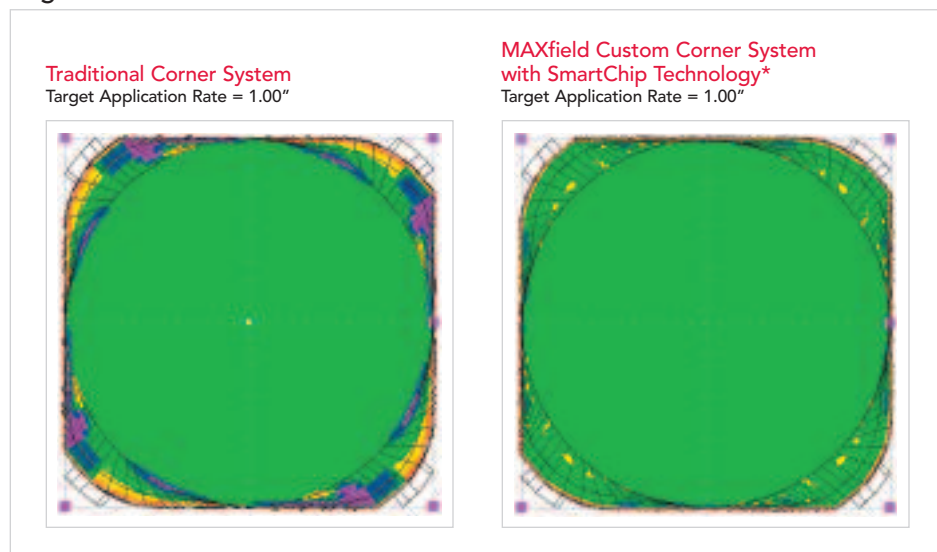 Traditional Corner System
Target Application Rate = 1.00”
MAXfield Custom Corner System
with SmartChip Technology*
Target Application Rate = 1.00”